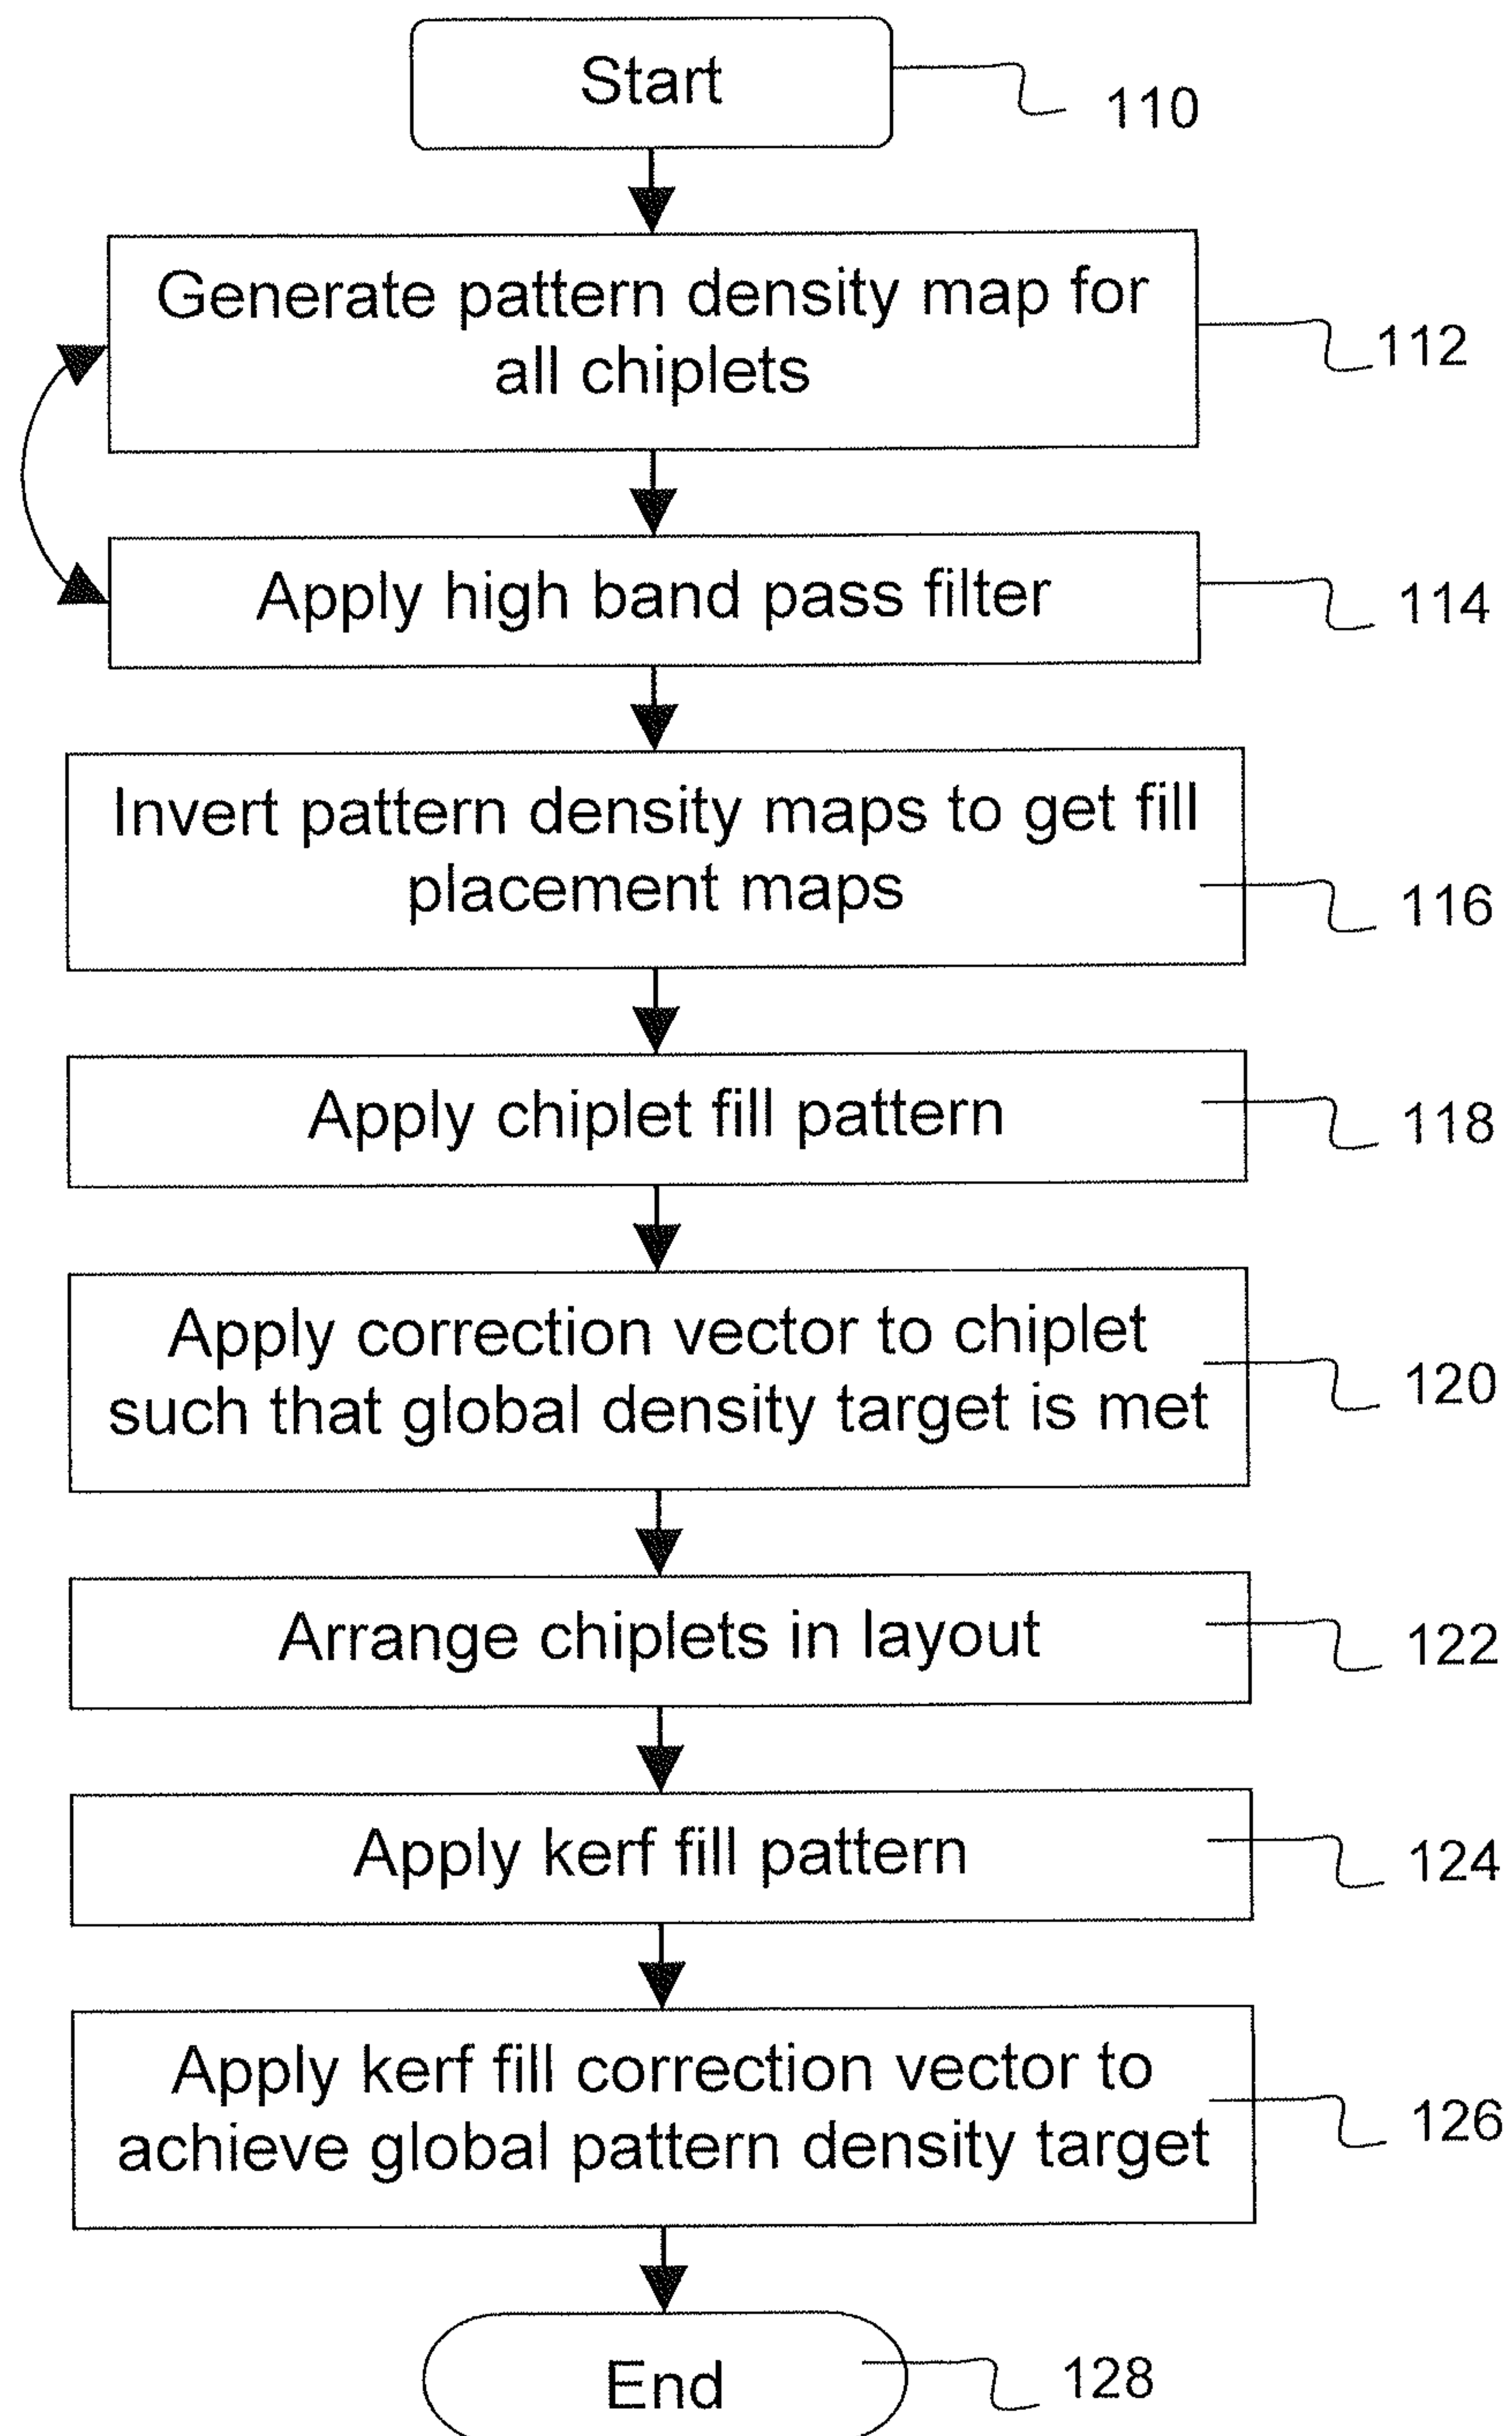 Start
110
Generate pattern density map for
all chiplets
112
Apply high band pass filter
114
Invert pattern density maps to get fill
placement maps
116
Apply chiplet fill pattern
118
Apply correction vector to chiplet
such that global density target is met
120
Arrange chiplets in layout
122
Apply kerf fill pattern
124
Apply kerf fill correction vector to
achieve global pattern density target
126
End
128